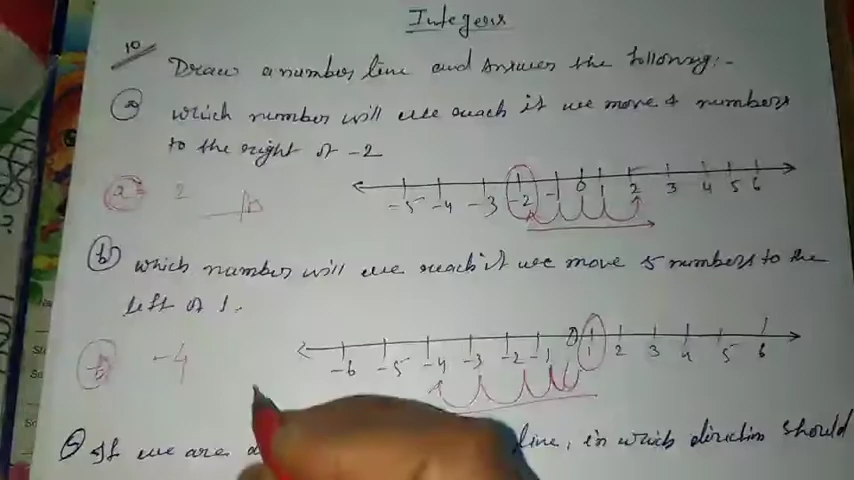 Integers
10
Draw a number line and answer the following:-
(a) which number will we reach if we move 4 numbers
to the right of -2
a 2
-5 -4 -3 -2 -1 0 1 2 3 4 5 6
(b) which number will we reach if we move 5 numbers to the
left of 1.
b -4
-6 -5 -4 -3 -2 -1 0 1 2 3 4 5 6
If we are line, in which direction should